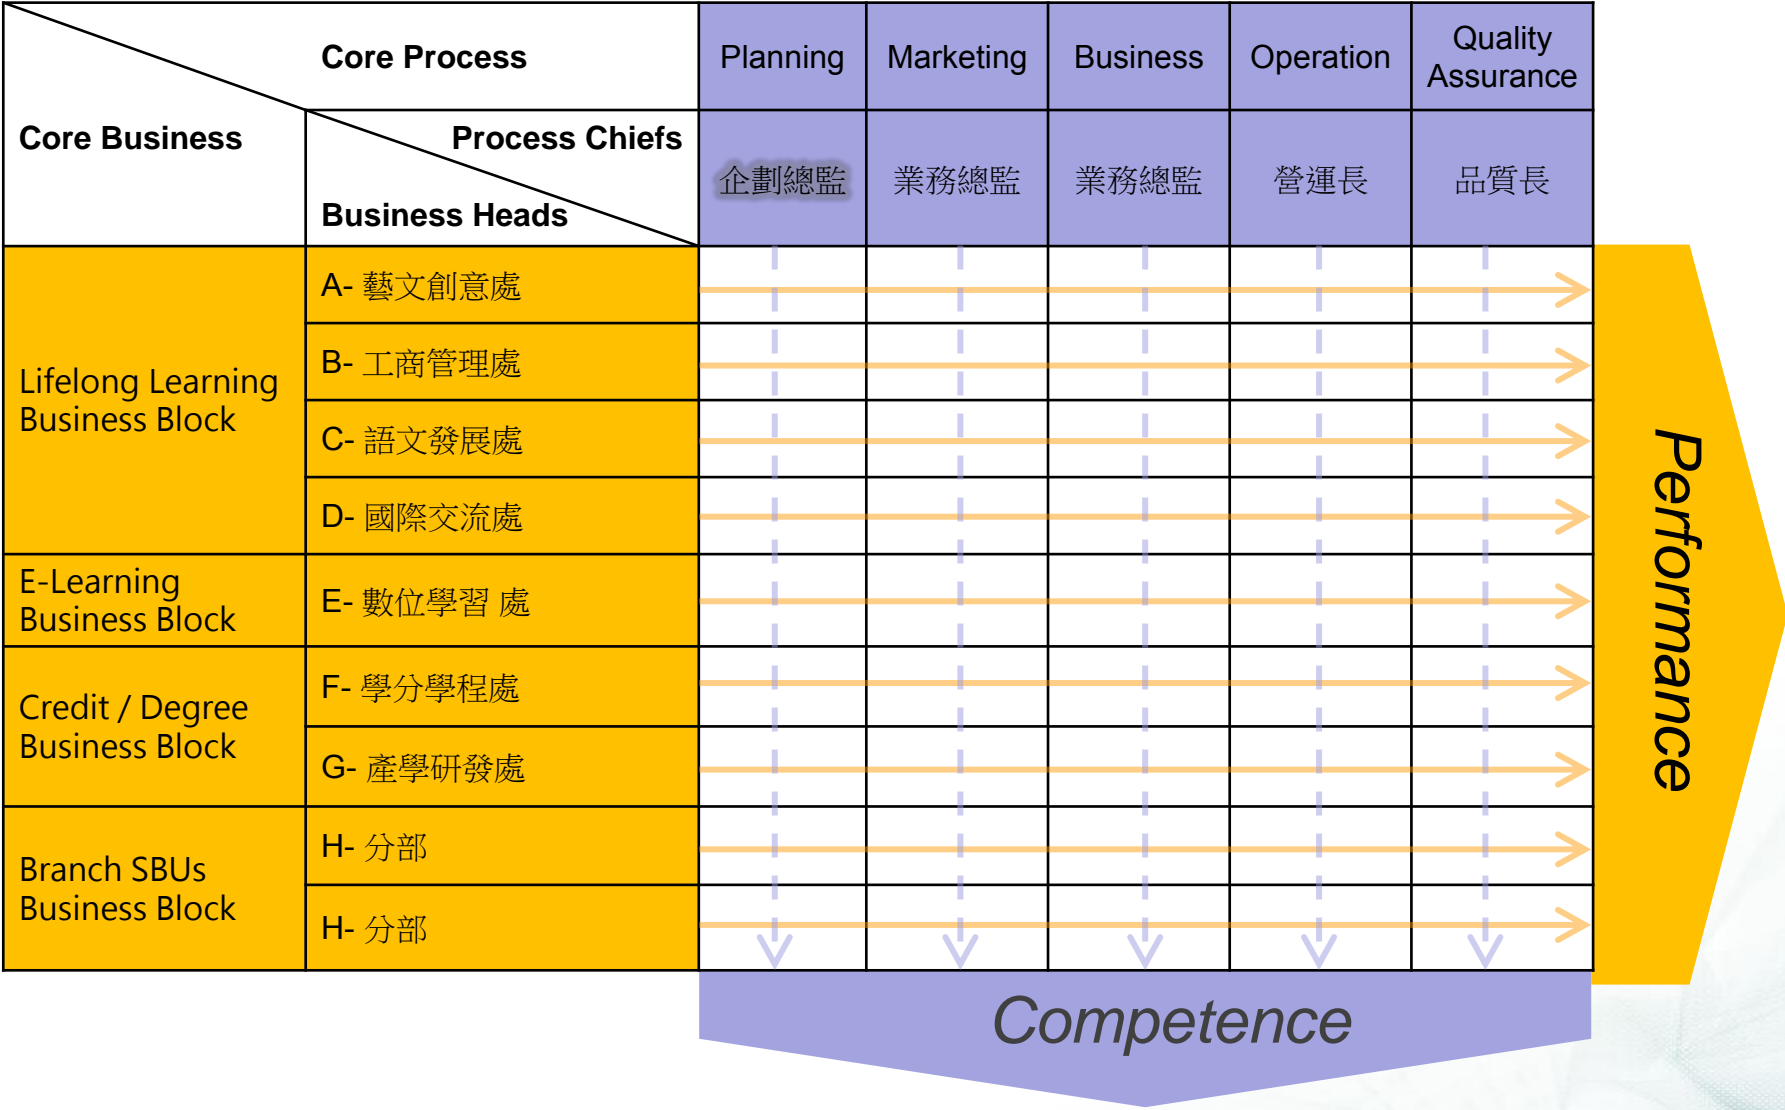 Core Process
Planning
Marketing
Business
Operation
Quality
Assurance
Core Business
Process Chiefs
Business Heads
企劃總監
業務總監
業務總監
營運長
品質長
Lifelong Learning
Business Block
A- 藝文創意處
B- 工商管理處
C- 語文發展處
D- 國際交流處
E-Learning
Business Block
E- 數位學習 處
Credit / Degree
Business Block
F- 學分學程處
G- 產學研發處
Branch SBUs
Business Block
H- 分部
H- 分部
Performance
Competence